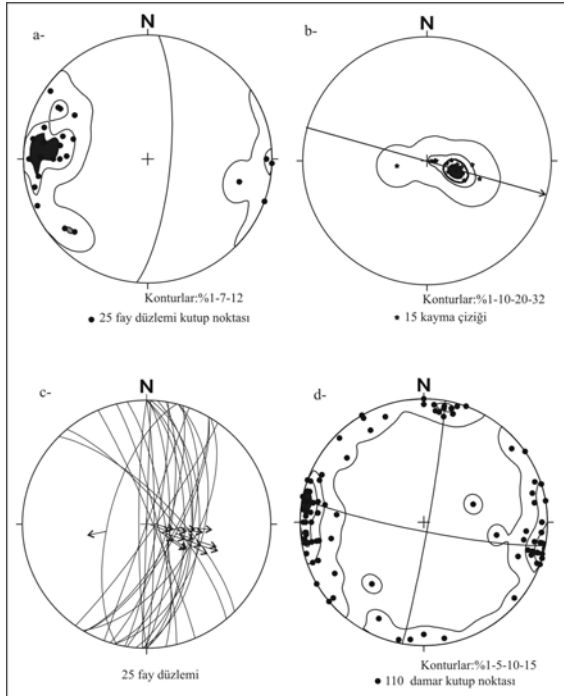 a-
N
Konturlar:%1-7-12
25 fay düzlemi kutup noktası
b-
N
Konturlar:%1-10-20-32
15 kayma çiziği
c-
N
25 fay düzlemi
d-
N
Konturlar:%1-5-10-15
110 damar kutup noktası